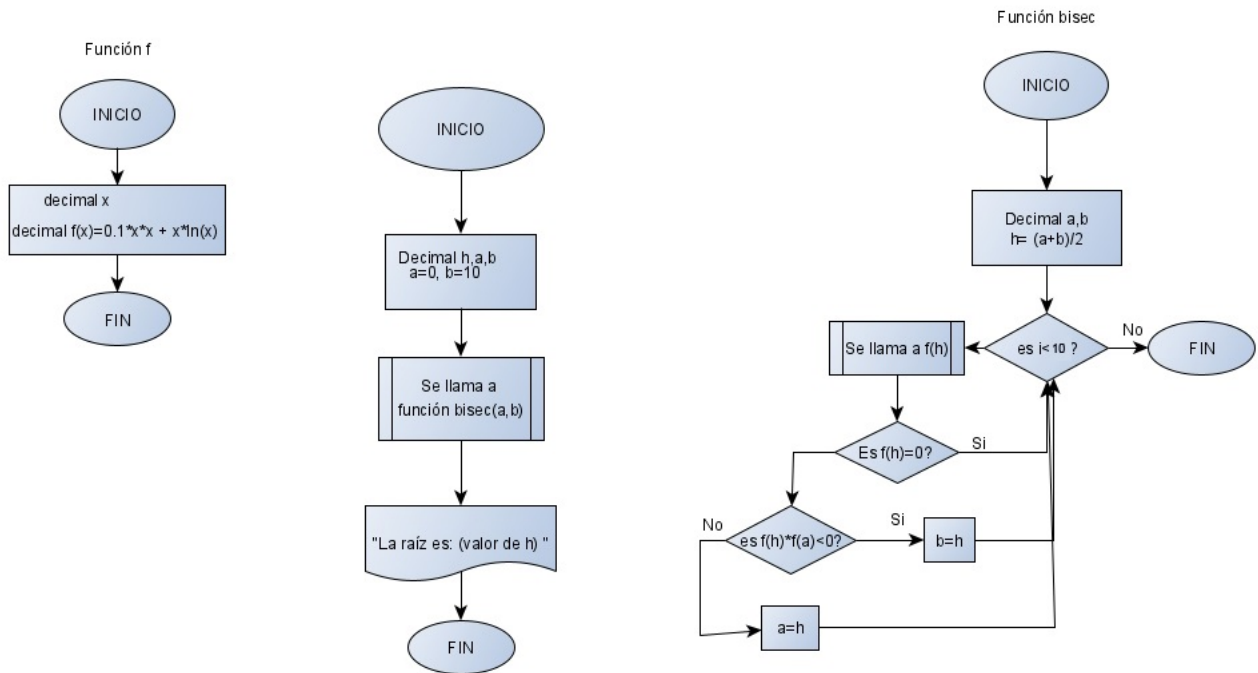 Función f
INICIO
decimal x
decimal f(x)=0.1*x*x + x*ln(x)
FIN
INICIO
Decimal h,a,b
a=0, b=10
Se llama a
función bisec(a,b)
"La raíz es: (valor de h) "
FIN
Función bisec
INICIO
Decimal a,b
h= (a+b)/2
es i<10 ?
No
FIN
Se llama a f(h)
Es f(h)=0?
Si
es f(h)*f(a)<0?
No
Si
b=h
a=h